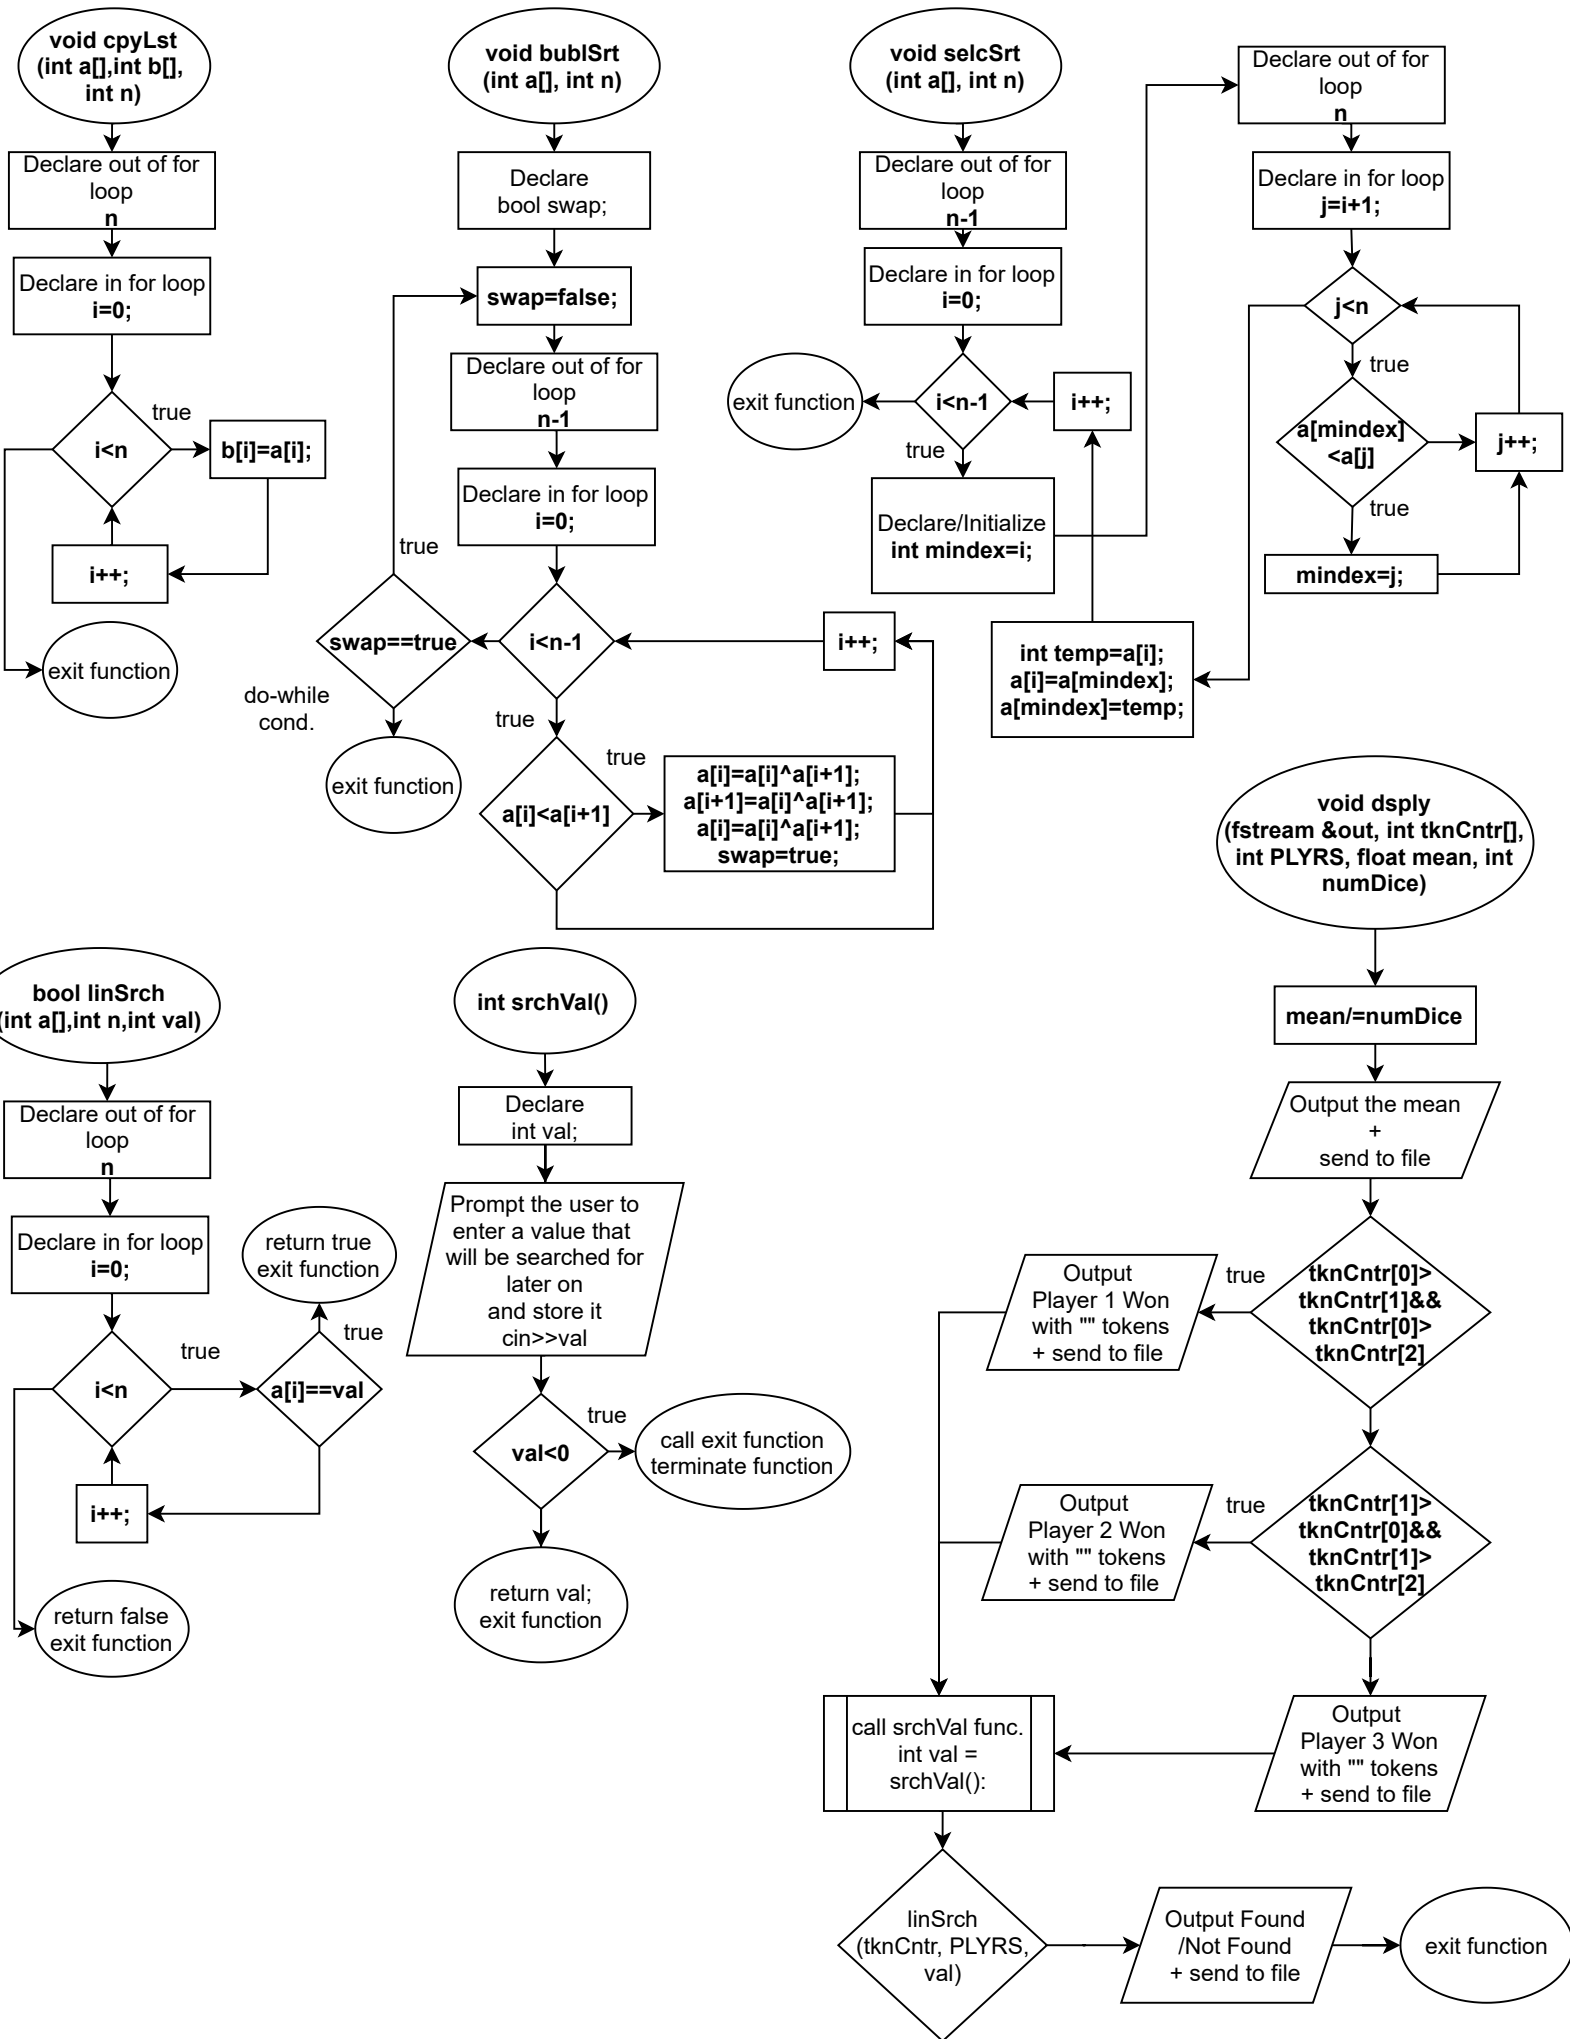 void cpyLst
(int a[],int b[],
int n)
Declare out of for
loop
n
Declare in for loop
i=0;
i<n
true
b[i]=a[i];
i++;
exit function
void bublSrt
(int a[], int n)
Declare
bool swap;
swap=false;
Declare out of for
loop
n-1
Declare in for loop
i=0;
true
swap==true
i<n-1
i++;
do-while
cond.
exit function
true
a[i]<a[i+1]
true
a[i]=a[i]^a[i+1];
a[i+1]=a[i]^a[i+1];
a[i]=a[i]^a[i+1];
swap=true;
void selcSrt
(int a[], int n)
Declare out of for
loop
n-1
Declare in for loop
i=0;
exit function
i<n-1
i++;
true
Declare/Initialize
int mindex=i;
Declare out of for
loop
n
Declare in for loop
j=i+1;
j<n
true
a[mindex]
<a[j]
j++;
true
mindex=j;
int temp=a[i];
a[i]=a[mindex];
a[mindex]=temp;
bool linSrch
(int a[],int n,int val)
Declare out of for
loop
n
Declare in for loop
i=0;
return true
exit function
i<n
true
true
a[i]==val
i++;
return false
exit function
int srchVal()
Declare
int val;
Prompt the user to
enter a value that
will be searched for
later on
and store it
cin>>val
val<0
true
call exit function
terminate function
return val;
exit function
void dsply
(fstream &out, int tknCntr[],
int PLYRS, float mean, int
numDice)
mean/=numDice
Output the mean
+
send to file
tknCntr[0]>
tknCntr[1]&&
tknCntr[0]>
tknCntr[2]
true
Output
Player 1 Won
with "" tokens
+ send to file
tknCntr[1]>
tknCntr[0]&&
tknCntr[1]>
tknCntr[2]
true
Output
Player 2 Won
with "" tokens
+ send to file
Output
Player 3 Won
with "" tokens
+ send to file
call srchVal func.
int val =
srchVal():
linSrch
(tknCntr, PLYRS,
val)
Output Found
/Not Found
+ send to file
exit function